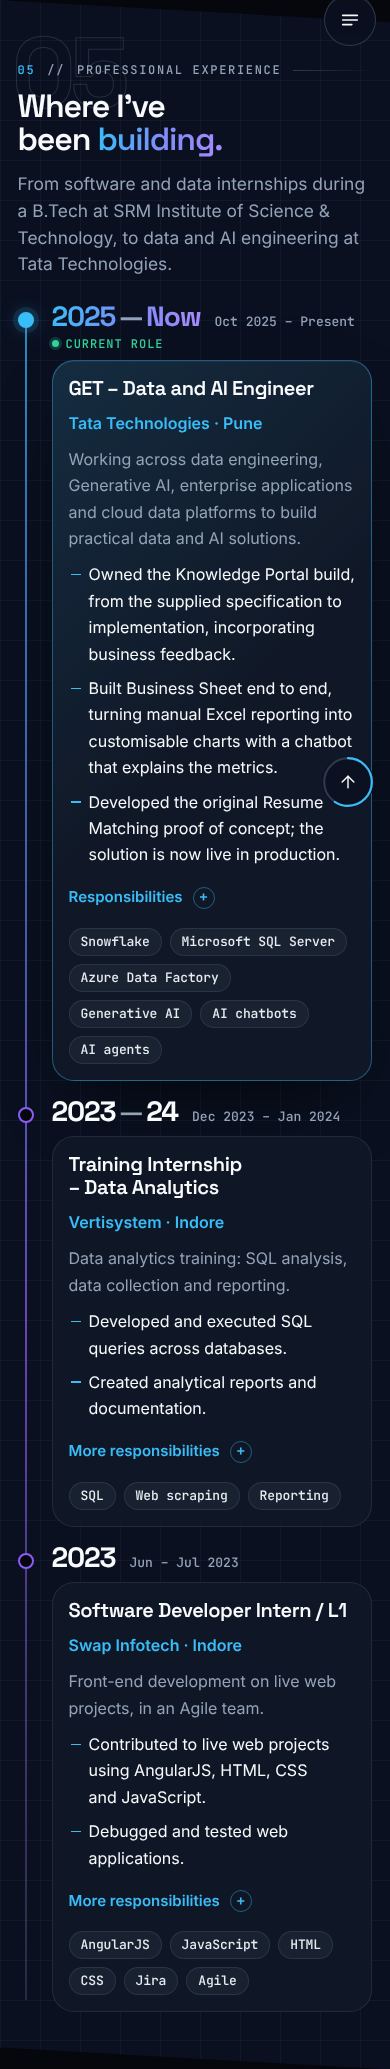 05
05 // PROFESSIONAL EXPERIENCE
Where I've
been building.
From software and data internships during
a B.Tech at SRM Institute of Science &
Technology, to data and AI engineering at
Tata Technologies.
2025 — Now Oct 2025 – Present
CURRENT ROLE
GET – Data and AI Engineer
Tata Technologies · Pune
Working across data engineering,
Generative AI, enterprise applications
and cloud data platforms to build
practical data and AI solutions.
– Owned the Knowledge Portal build,
from the supplied specification to
implementation, incorporating
business feedback.
– Built Business Sheet end to end,
turning manual Excel reporting into
customisable charts with a chatbot
that explains the metrics.
– Developed the original Resume
Matching proof of concept; the
solution is now live in production.
Responsibilities +
Snowflake Microsoft SQL Server
Azure Data Factory
Generative AI AI chatbots
AI agents
2023 — 24 Dec 2023 – Jan 2024
Training Internship
– Data Analytics
Vertisystem · Indore
Data analytics training: SQL analysis,
data collection and reporting.
– Developed and executed SQL
queries across databases.
– Created analytical reports and
documentation.
More responsibilities +
SQL Web scraping Reporting
2023 Jun – Jul 2023
Software Developer Intern / L1
Swap Infotech · Indore
Front-end development on live web
projects, in an Agile team.
– Contributed to live web projects
using AngularJS, HTML, CSS
and JavaScript.
– Debugged and tested web
applications.
More responsibilities +
AngularJS JavaScript HTML
CSS Jira Agile